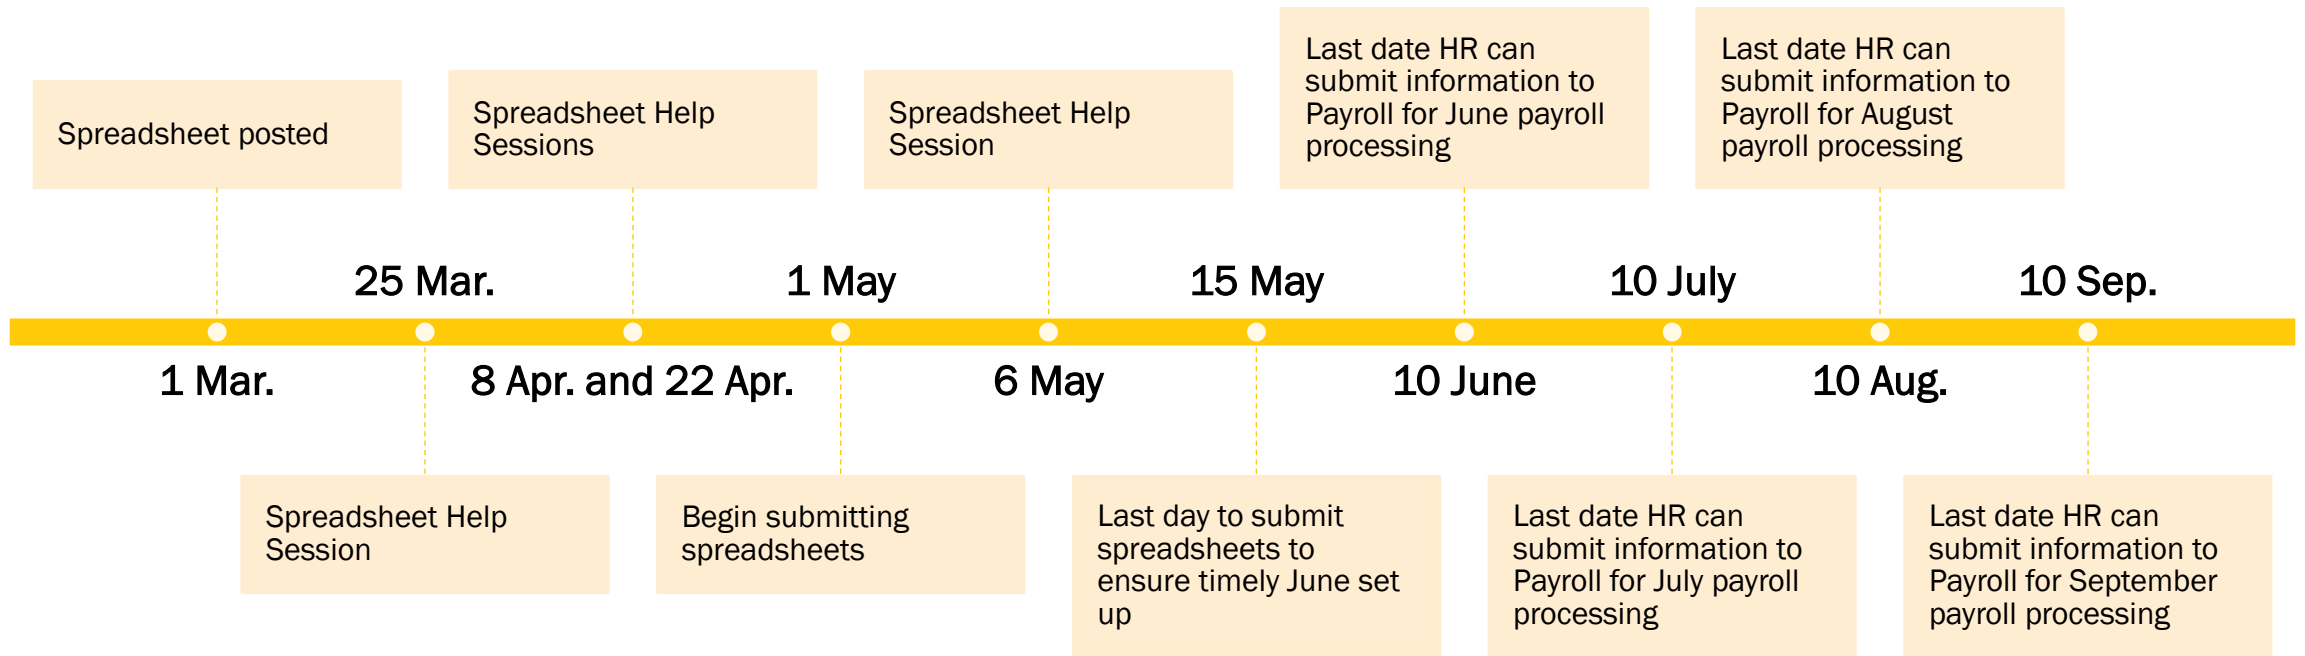 Spreadsheet posted
Spreadsheet Help
Sessions
Spreadsheet Help
Session
Last date HR can
submit information to
Payroll for June payroll
processing
Last date HR can
submit information to
Payroll for August
payroll processing
25 Mar.
1 May
15 May
10 July
10 Sep.
1 Mar.
8 Apr. and 22 Apr.
6 May
10 June
10 Aug.
Spreadsheet Help
Session
Begin submitting
spreadsheets
Last day to submit
spreadsheets to
ensure timely June set
up
Last date HR can
submit information to
Payroll for July payroll
processing
Last date HR can
submit information to
Payroll for September
payroll processing